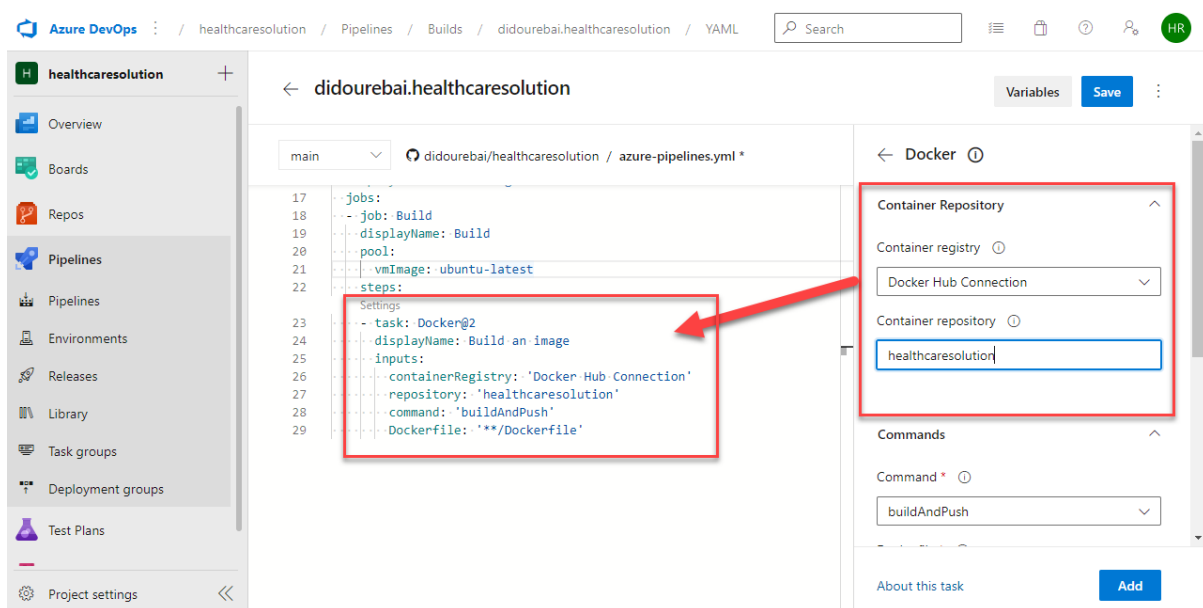 Azure DevOps / healthcaresolution / Pipelines / Builds / didourebai.healthcaresolution / YAML Search HR
H healthcaresolution
Overview
Boards
Repos
Pipelines
Pipelines
Environments
Releases
Library
Task groups
Deployment groups
Test Plans
Project settings
didourebai.healthcaresolution
Variables Save
main didourebai/healthcaresolution / azure-pipelines.yml *
17 jobs:
18 - job: Build
19 displayName: Build
20 pool:
21 vmImage: ubuntu-latest
22 steps:
Settings
23 - task: Docker@2
24 displayName: Build an image
25 inputs:
26 containerRegistry: 'Docker Hub Connection'
27 repository: 'healthcaresolution'
28 command: 'buildAndPush'
29 Dockerfile: '**/Dockerfile'
Docker
Container Repository
Container registry
Docker Hub Connection
Container repository
healthcaresolution
Commands
Command *
buildAndPush
About this task Add